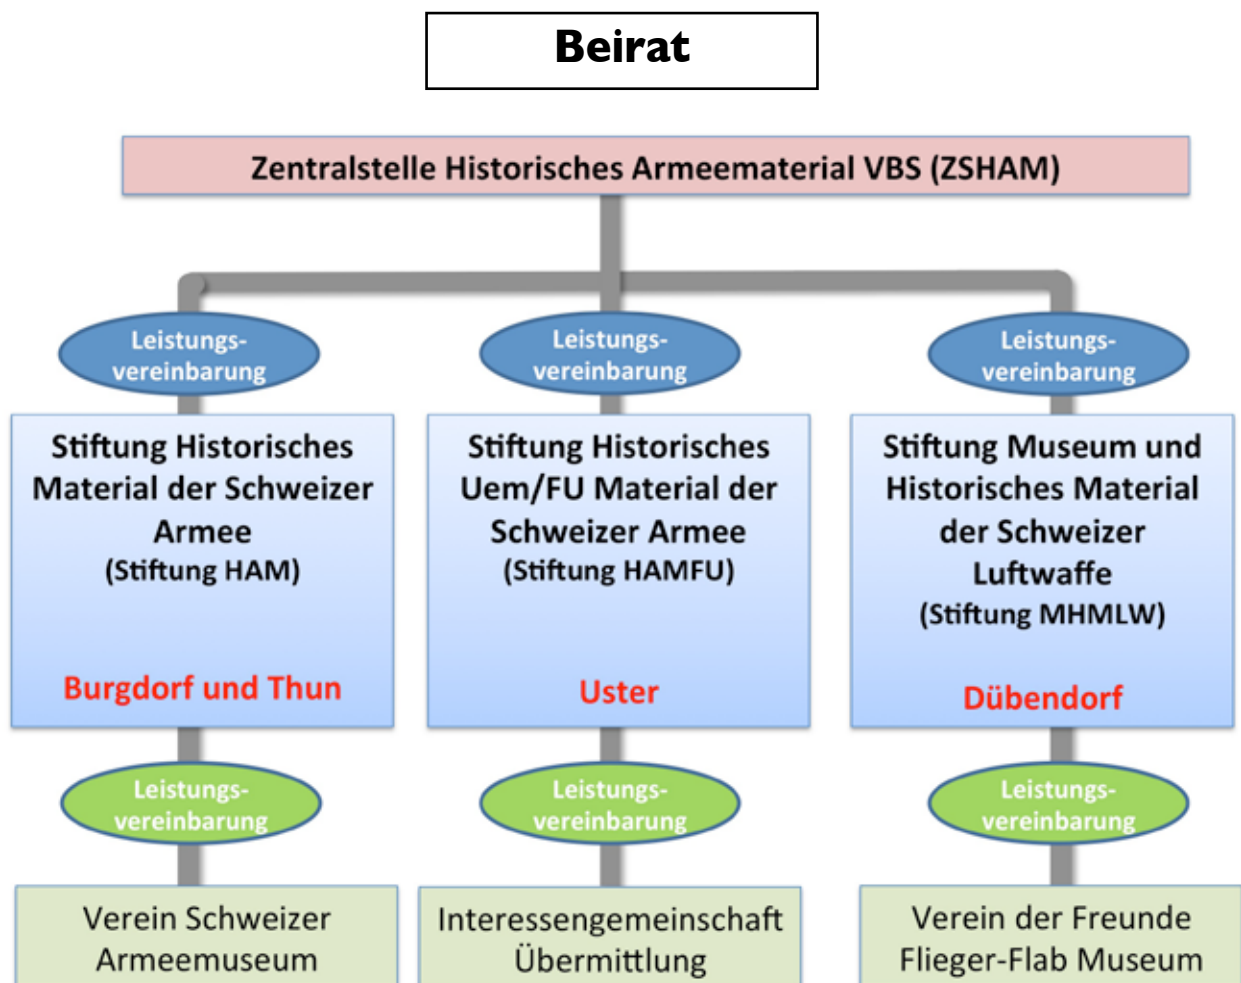 Beirat
Zentralstelle Historisches Armeematerial VBS (ZSHAM)
Leistungs-
vereinbarung
Leistungs-
vereinbarung
Leistungs-
vereinbarung
Stiftung Historisches
Material der Schweizer
Armee
(Stiftung HAM)
Burgdorf und Thun
Stiftung Historisches
Uem/FU Material der
Schweizer Armee
(Stiftung HAMFU)
Uster
Stiftung Museum und
Historisches Material
der Schweizer
Luftwaffe
(Stiftung MHMLW)
Dübendorf
Leistungs-
vereinbarung
Leistungs-
vereinbarung
Leistungs-
vereinbarung
Verein Schweizer
Armeemuseum
Interessengemeinschaft
Übermittlung
Verein der Freunde
Flieger-Flab Museum